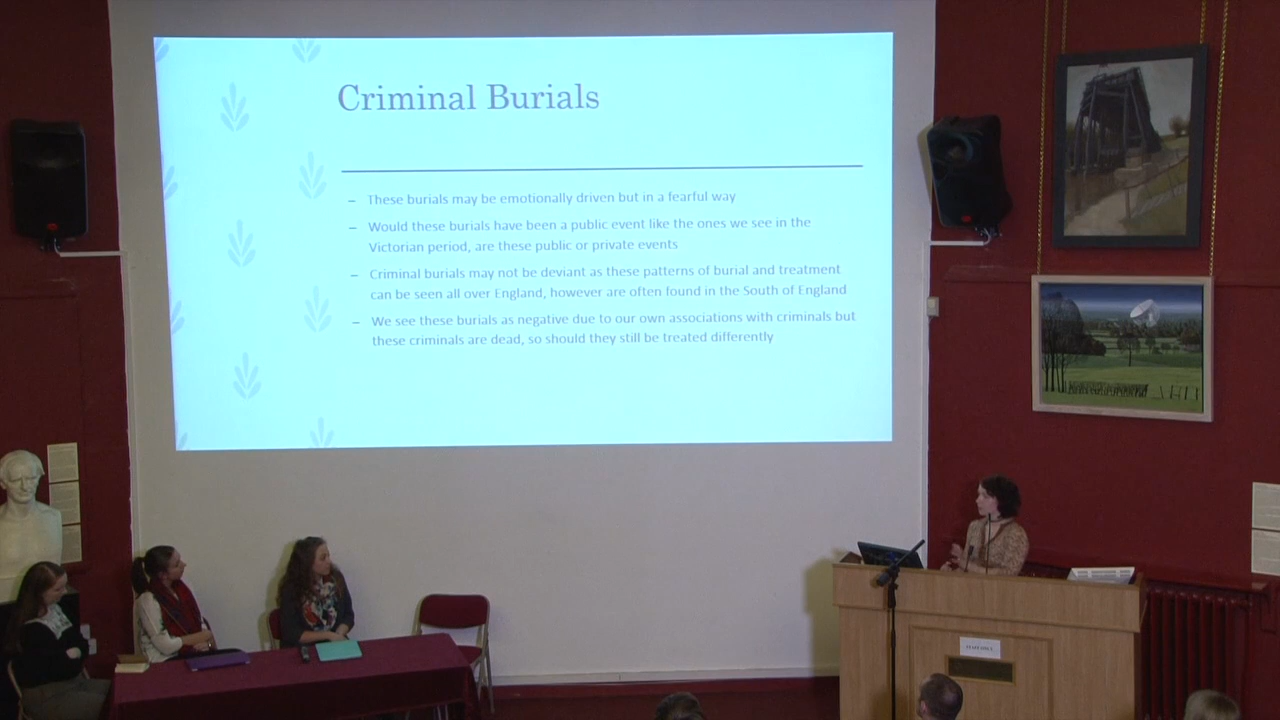 Criminal Burials
– These burials may be emotionally driven but in a fearful way
– Would these burials have been a public event like the ones we see in the
Victorian period, are these public or private events
– Criminal burials may not be deviant as these patterns of burial and treatment
can be seen all over England, however are often found in the South of England
– We see these burials as negative due to our own associations with criminals but
these criminals are dead, so should they still be treated differently
STAFF ONLY